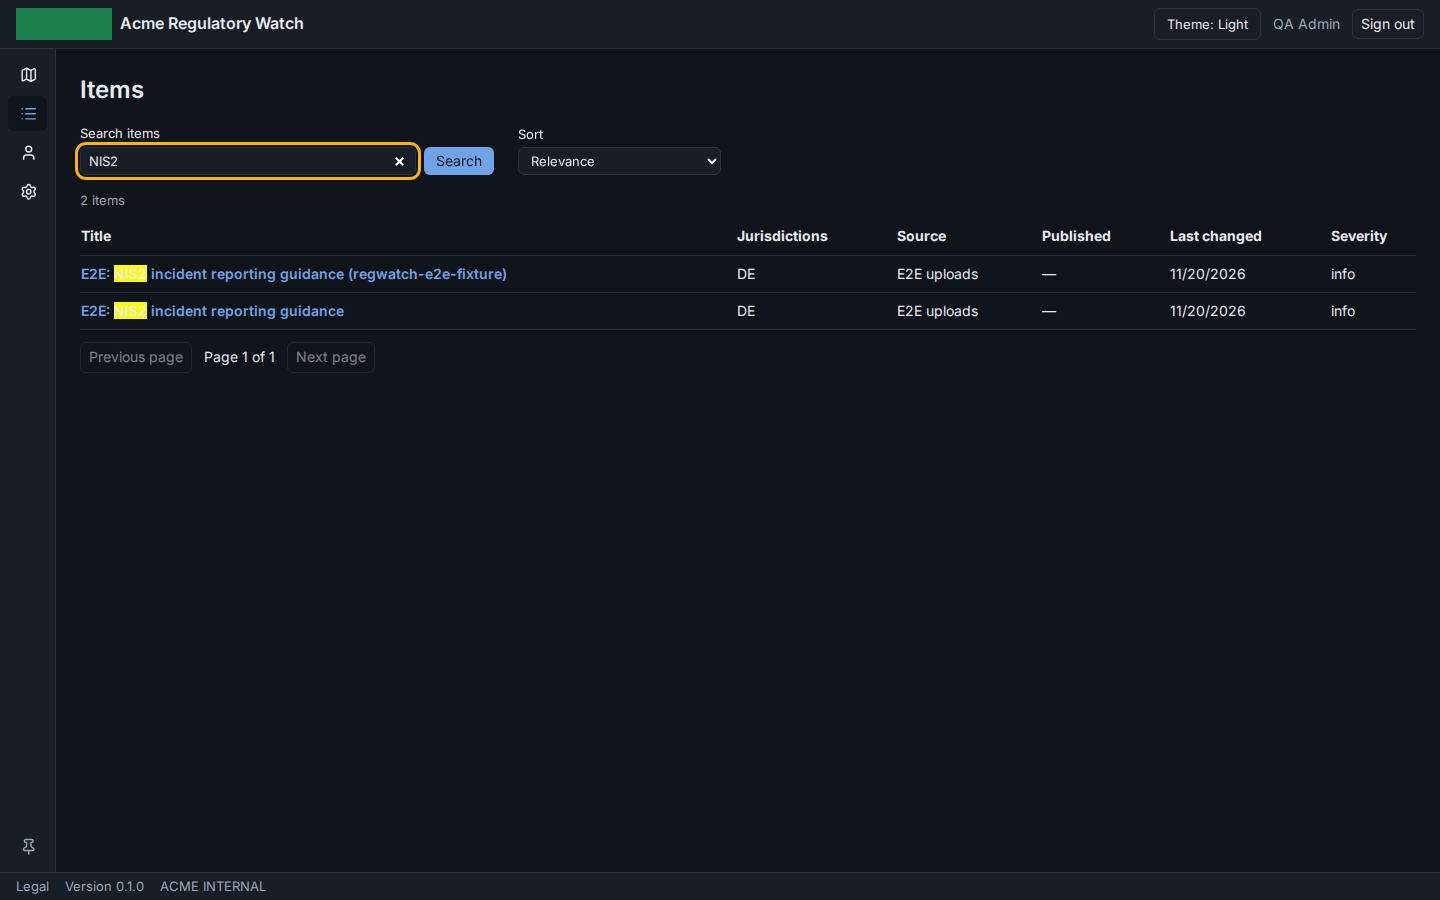 Acme Regulatory Watch
Theme: Light
QA Admin
Sign out
Items
Search items
Sort
NIS2
Search
Relevance
2 items
Title Jurisdictions Source Published Last changed Severity
E2E: NIS2 incident reporting guidance (regwatch-e2e-fixture) DE E2E uploads — 11/20/2026 info
E2E: NIS2 incident reporting guidance DE E2E uploads — 11/20/2026 info
Previous page Page 1 of 1 Next page
Legal Version 0.1.0 ACME INTERNAL